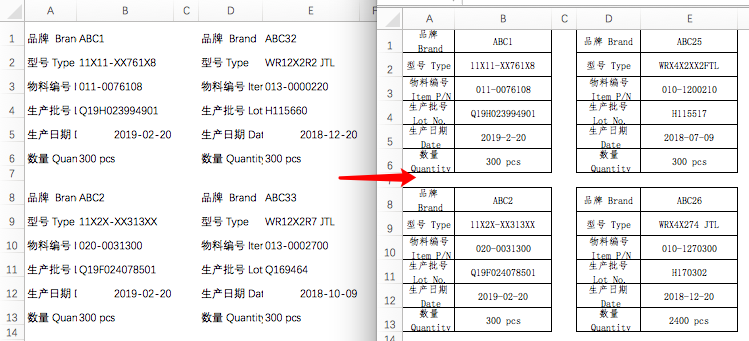 A B C D E
1 品牌 Bran ABC1 品牌 Brand ABC32
2 型号 Type 11X11-XX761X8 型号 Type WR12X2R2 JTL
3 物料编号 011-0076108 物料编号 Iter 013-0000220
4 生产批号 Q19H023994901 生产批号 Lot H115660
5 生产日期 2019-02-20 生产日期 Dat 2018-12-20
6 数量 Quan 300 pcs 数量 Quantity 300 pcs
7
8 品牌 Bran ABC2 品牌 Brand ABC33
9 型号 Type 11X2X-XX313XX 型号 Type WR12X2R7 JTL
10 物料编号 020-0031300 物料编号 Iter 013-0002700
11 生产批号 Q19F024078501 生产批号 Lot Q169464
12 生产日期 2019-02-20 生产日期 Dat 2018-10-09
13 数量 Quan 300 pcs 数量 Quantity 300 pcs
14
A B C D E
1 品牌 Brand ABC1 品牌 Brand ABC25
2 型号 Type 11X11-XX761X8 型号 Type WRX4X2XX2FTL
3 物料编号 Item P/N 011-0076108 物料编号 Item P/N 010-1200210
4 生产批号 Lot No. Q19H023994901 生产批号 Lot No. H115517
5 生产日期 Date 2019-2-20 生产日期 Date 2018-07-09
6 数量 Quantity 300 pcs 数量 Quantity 300 pcs
8 品牌 Brand ABC2 品牌 Brand ABC26
9 型号 Type 11X2X-XX313XX 型号 Type WRX4X274 JTL
10 物料编号 Item P/N 020-0031300 物料编号 Item P/N 010-1270300
11 生产批号 Lot No. Q19F024078501 生产批号 Lot No. H170302
12 生产日期 Date 2019-02-20 生产日期 Date 2018-12-20
13 数量 Quantity 300 pcs 数量 Quantity 2400 pcs
14